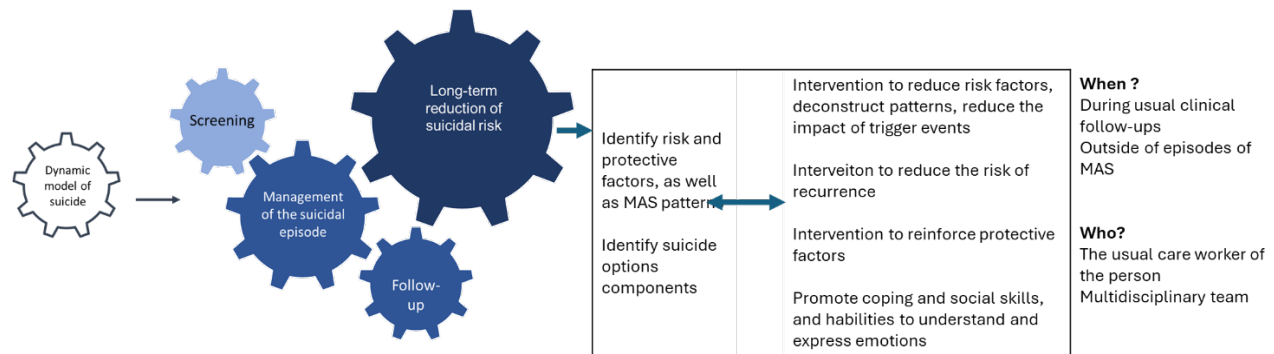 Dynamic
model of
suicide
Screening
Management
of the suicidal
episode
Follow-
up
Long-term
reduction of
suicidal risk
Identify risk and
protective
factors, as well
as MAS pattern
Identify suicide
options
components
Intervention to reduce risk factors,
deconstruct patterns, reduce the
impact of trigger events
Interveiton to reduce the risk of
recurrence
Intervention to reinforce protective
factors
Promote coping and social skills,
and habilities to understand and
express emotions
When ?
During usual clinical
follow-ups
Outside of episodes of
MAS
Who?
The usual care worker of
the person
Multidisciplinary team